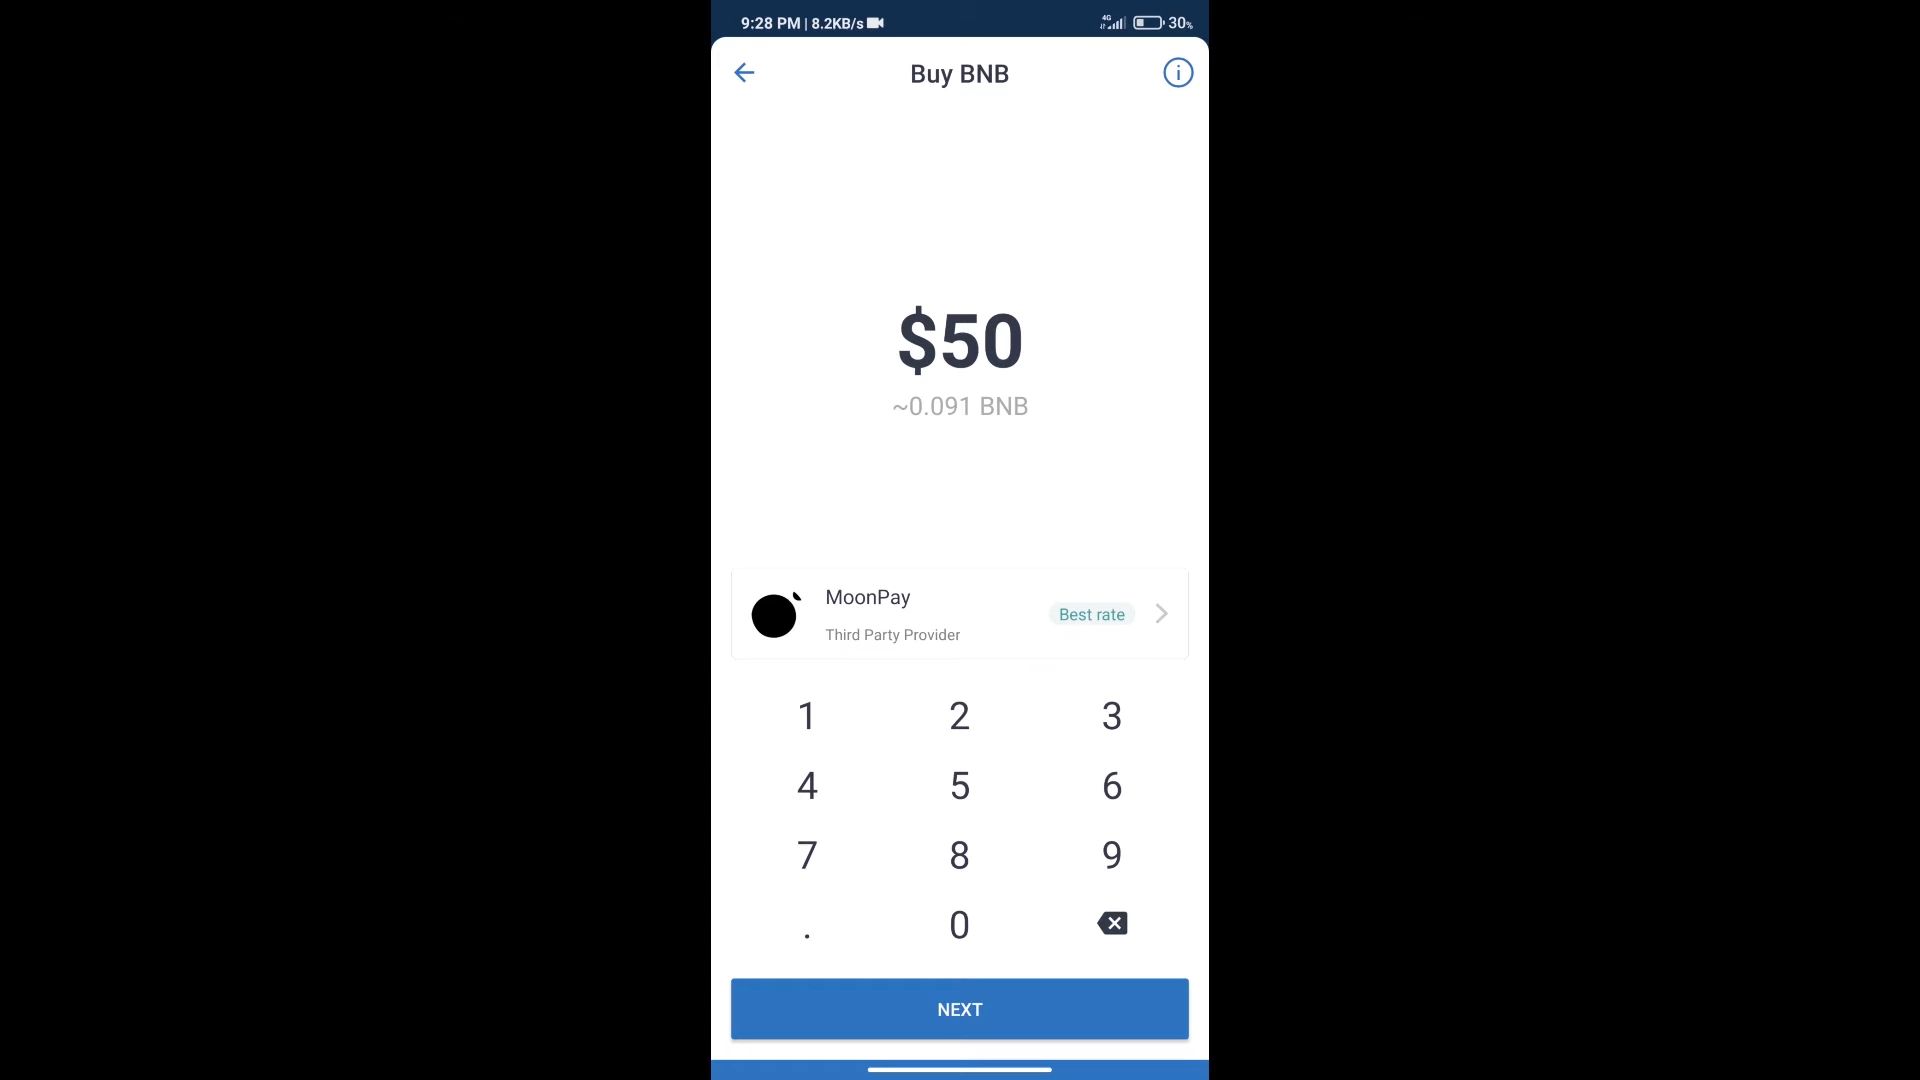 9:28 PM | 8.2KB/s 4G 30%
Buy BNB
$50
~0.091 BNB
MoonPay
Third Party Provider
Best rate
1 2 3
4 5 6
7 8 9
. 0
NEXT